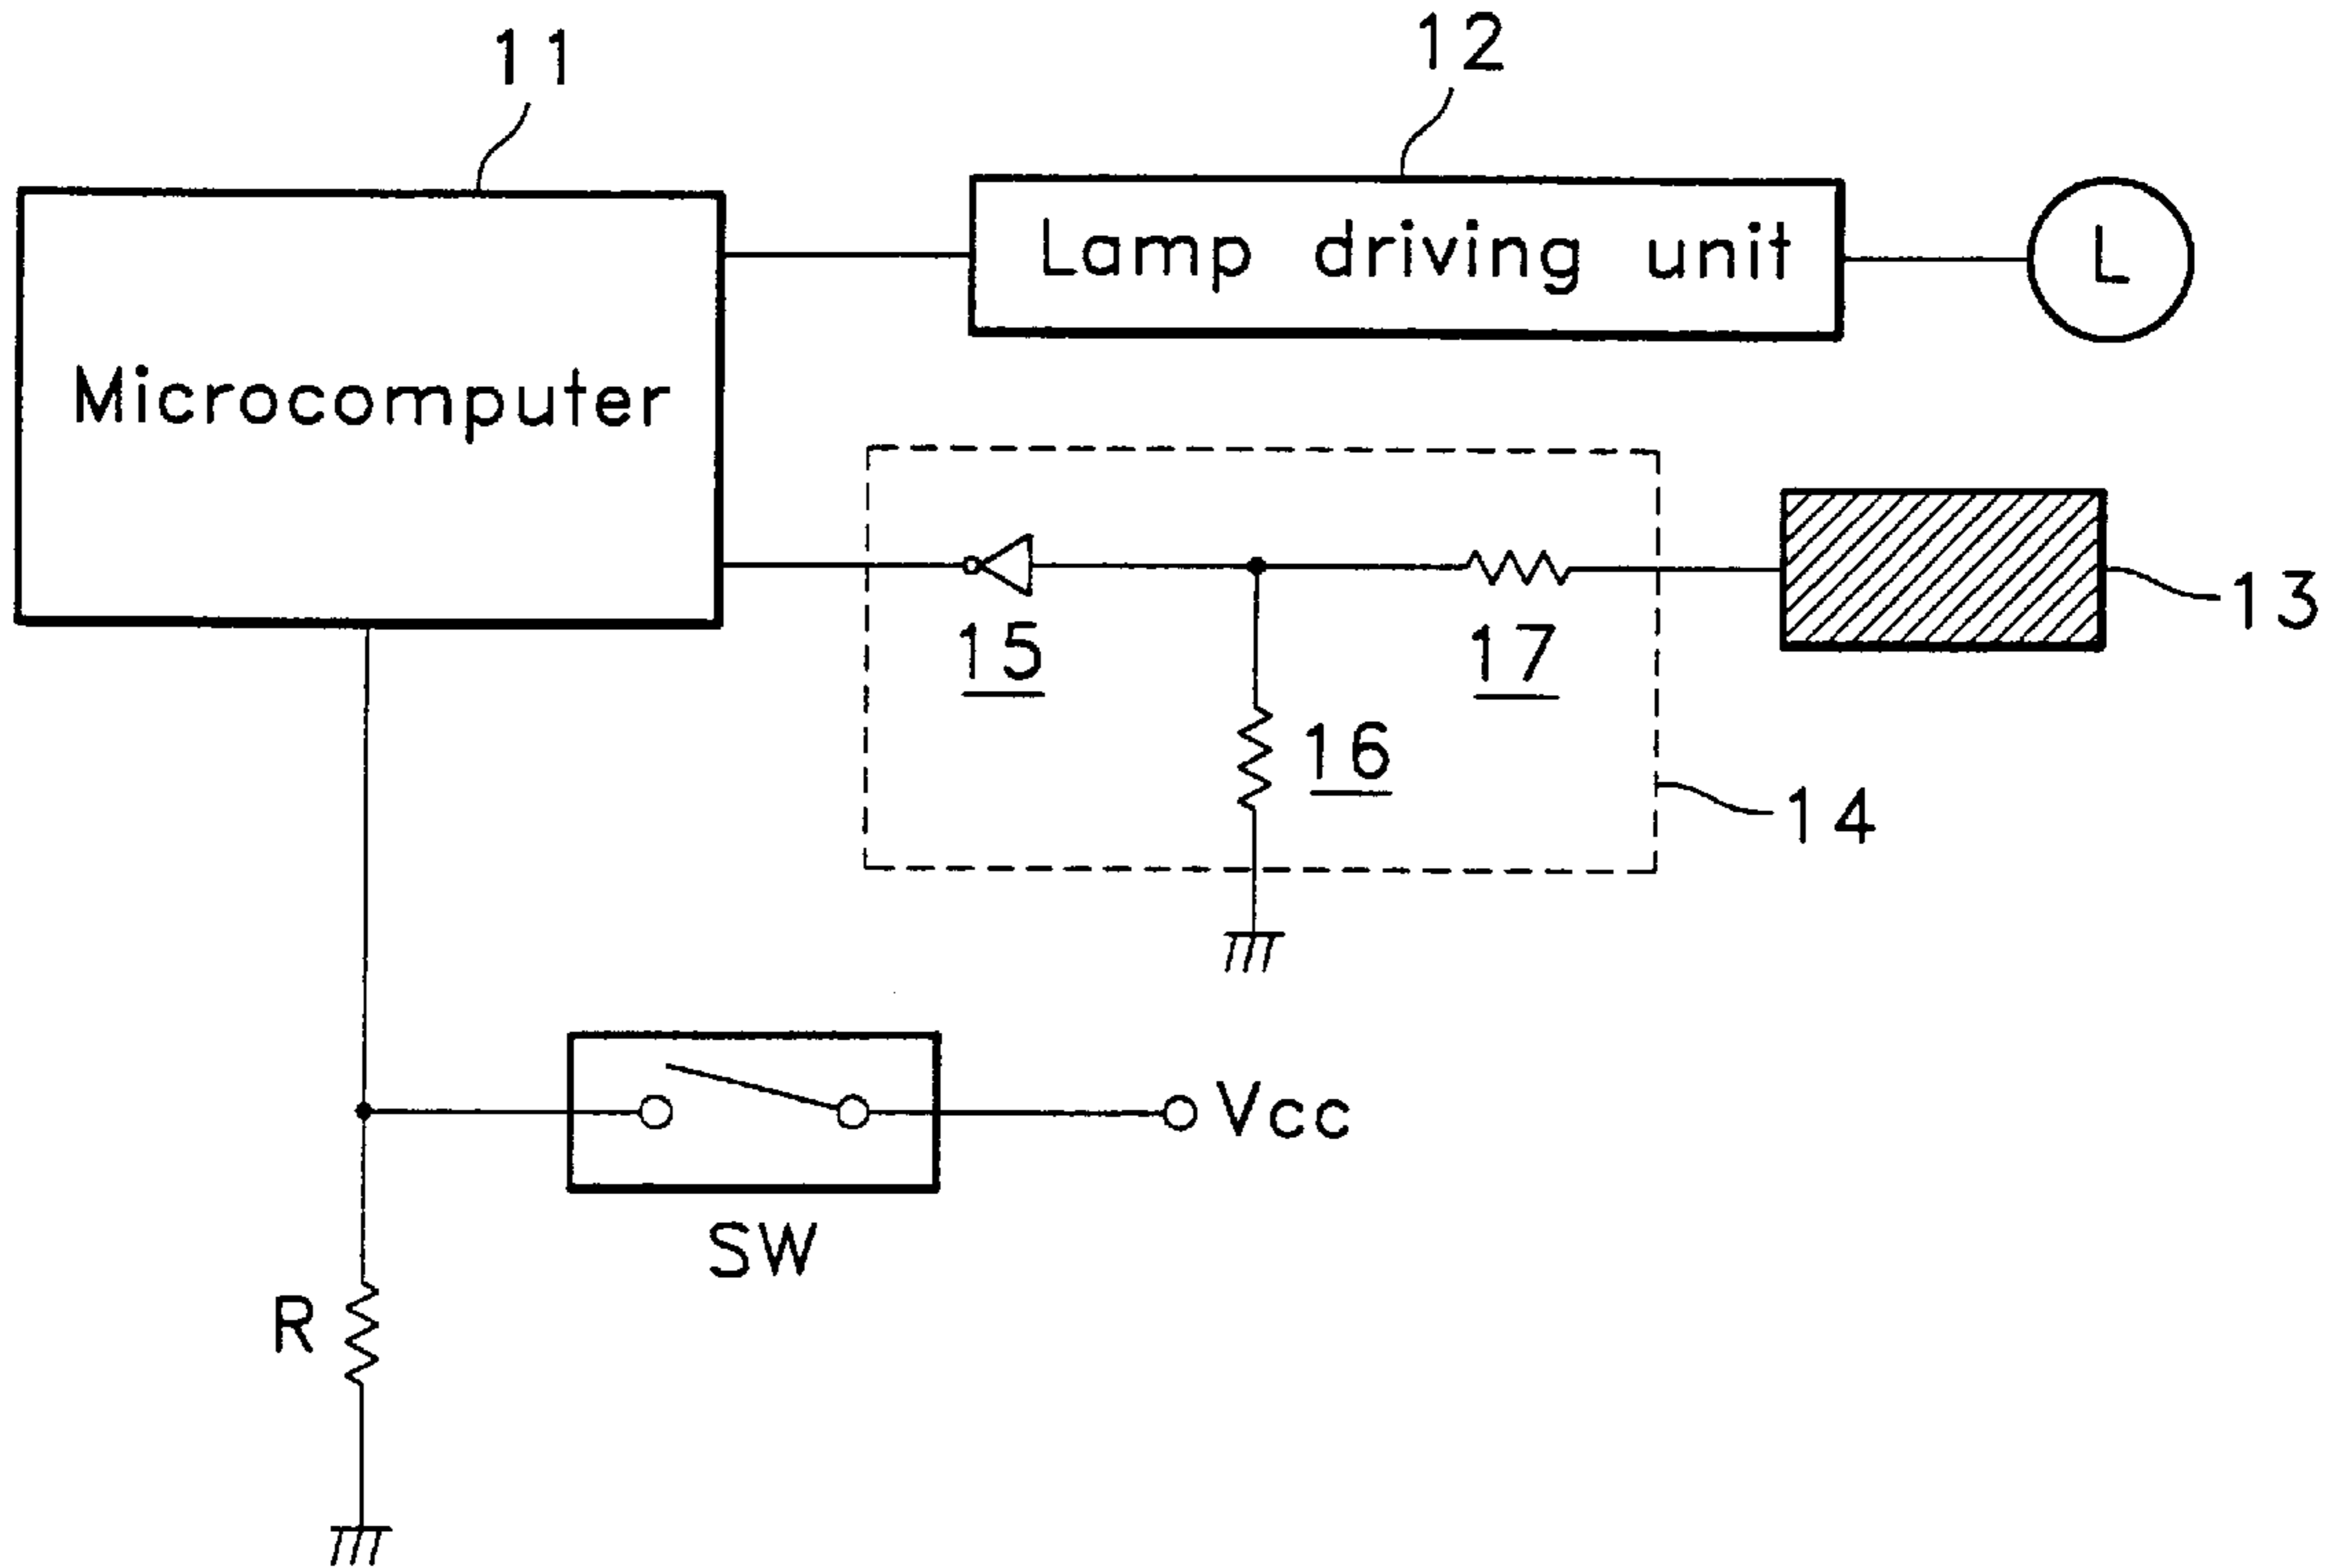 11
12
Lamp driving unit
L
Microcomputer
13
15
17
16
14
Vcc
SW
R